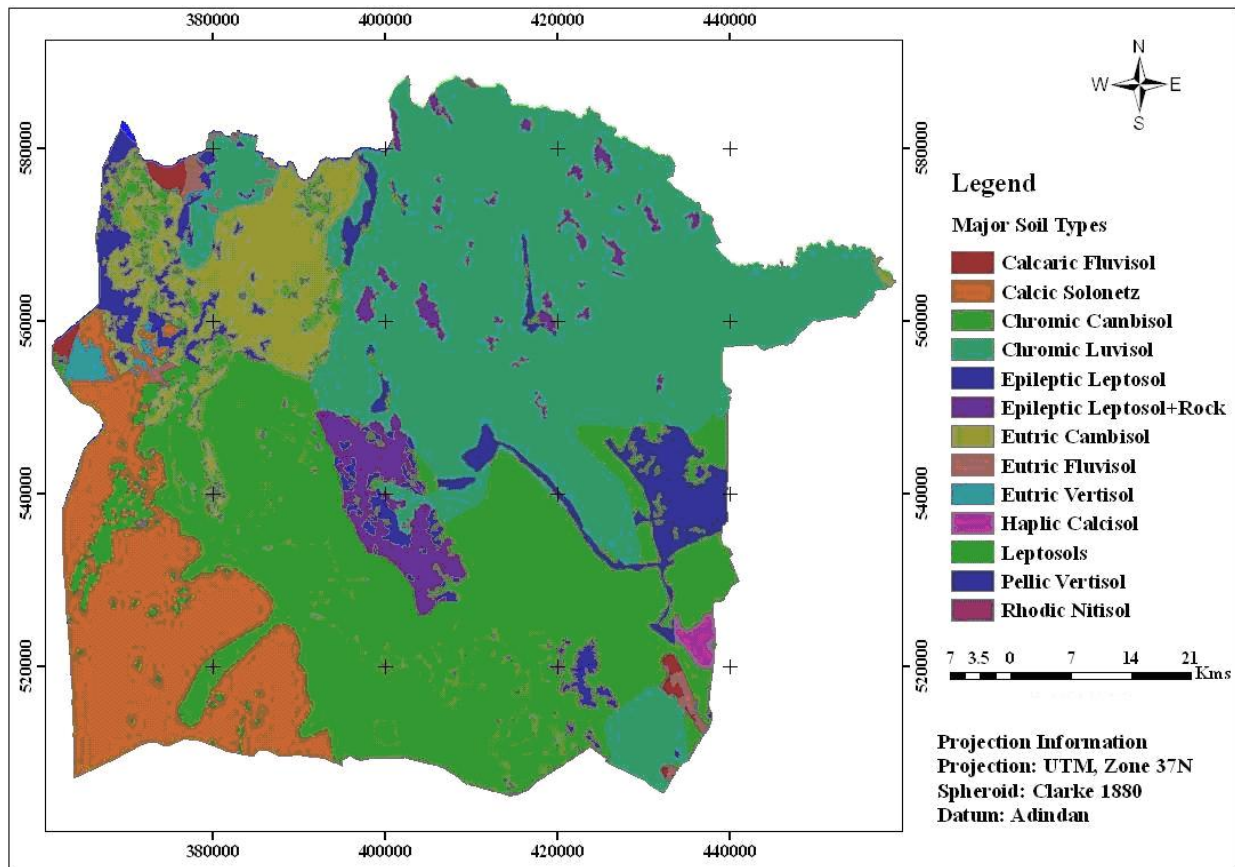 380000 400000 420000 440000
580000 580000
560000 560000
540000 540000
520000 520000
380000 400000 420000 440000
N
W E
S
Legend
Major Soil Types
Calcaric Fluvisol
Calcic Solonetz
Chromic Cambisol
Chromic Luvisol
Epileptic Leptosol
Epileptic Leptosol+Rock
Eutric Cambisol
Eutric Fluvisol
Eutric Vertisol
Haplic Calcisol
Leptosols
Pellic Vertisol
Rhodic Nitisol
7 3.5 0 7 14 21
Kms
Projection Information
Projection: UTM, Zone 37N
Spheroid: Clarke 1880
Datum: Adindan